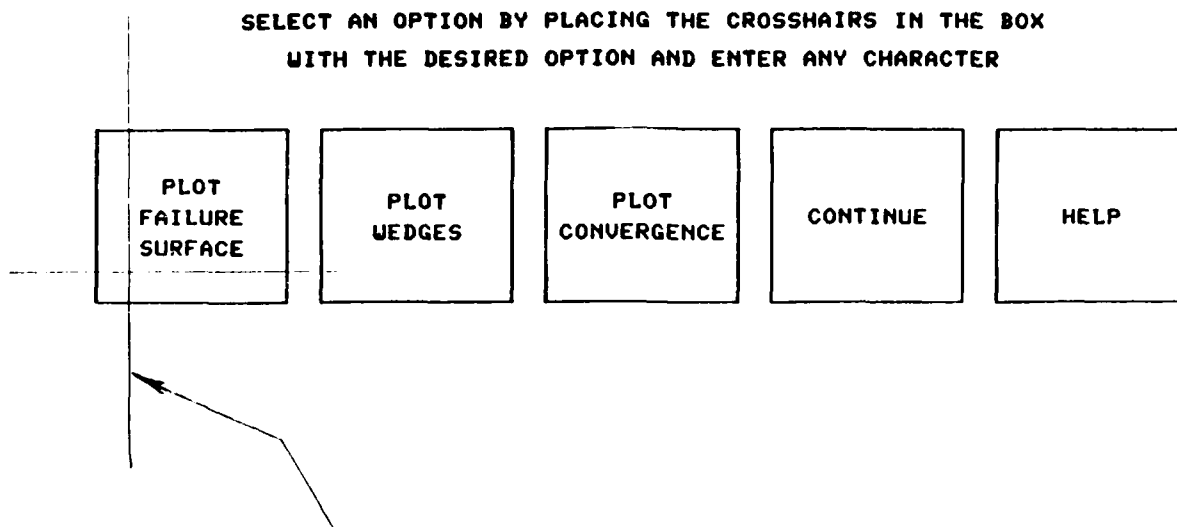 SELECT AN OPTION BY PLACING THE CROSSHAIRS IN THE BOX
WITH THE DESIRED OPTION AND ENTER ANY CHARACTER
PLOT
FAILURE
SURFACE
PLOT
WEDGES
PLOT
CONVERGENCE
CONTINUE
HELP